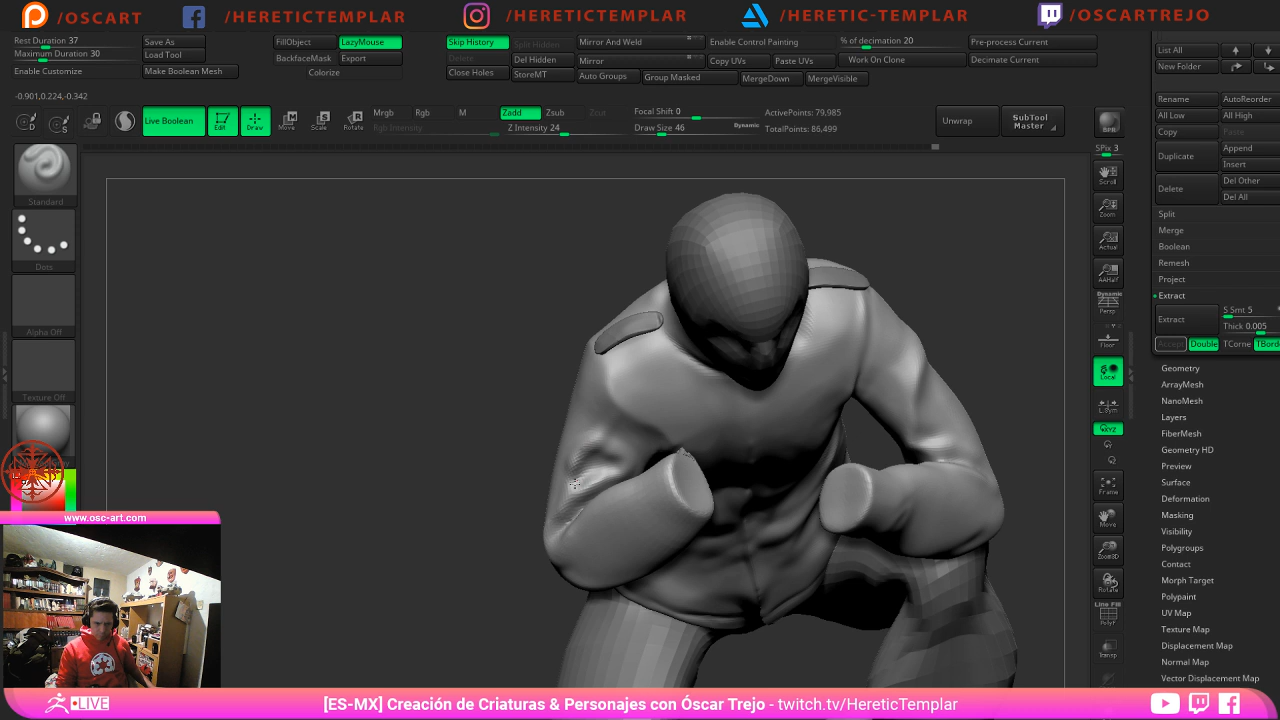 /OSCART /HERETICTEMPLAR /HERETICTEMPLAR /HERETIC-TEMPLAR /OSCARTREJO
Rest Duration 37
Maximum Duration 30
Enable Customize
Save As
Load Tool
Make Boolean Mesh
FillObject
BackfaceMask
Colorize
LazyMouse
Export
Skip History
Delete
Close Holes
Split Hidden
Del Hidden
StoreMT
Mirror And Weld
Mirror
Auto Groups
Group Masked
Enable Control Painting
Copy UVs
Paste UVs
MergeDown
MergeVisible
% of decimation 20
Work On Clone
Pre-process Current
Decimate Current
-0.901,0.224,-0.342
Live Boolean
Edit
Draw
Move
Scale
Rotate
Mrgb
Rgb
M
Rgb Intensity
Zadd
Zsub
Zcut
Z Intensity 24
Focal Shift 0
Draw Size 46
Dynamic
ActivePoints: 79,985
TotalPoints: 86,499
Unwrap
SubTool
Master
BPR
SPix 3
Scroll
Zoom
Actual
AAHalf
Dynamic
Persp
Floor
Local
L.Sym
XYZ
Frame
Move
Zoom3D
Rotate
Line Fill
PolyF
Transp
Standard
Dots
Alpha Off
Texture Off
List All
New Folder
Rename
AutoReorder
All Low
All High
Copy
Paste
Duplicate
Append
Insert
Delete
Del Other
Del All
Split
Merge
Boolean
Remesh
Project
Extract
Extract
S Smt 5
Thick 0.005
Accept
Double
TCorne
TBord
Geometry
ArrayMesh
NanoMesh
Layers
FiberMesh
Geometry HD
Preview
Surface
Deformation
Masking
Visibility
Polygroups
Contact
Morph Target
Polypaint
UV Map
Texture Map
Displacement Map
Normal Map
Vector Displacement Map
www.osc-art.com
LIVE
[ES-MX] Creación de Criaturas & Personajes con Óscar Trejo - twitch.tv/HereticTemplar